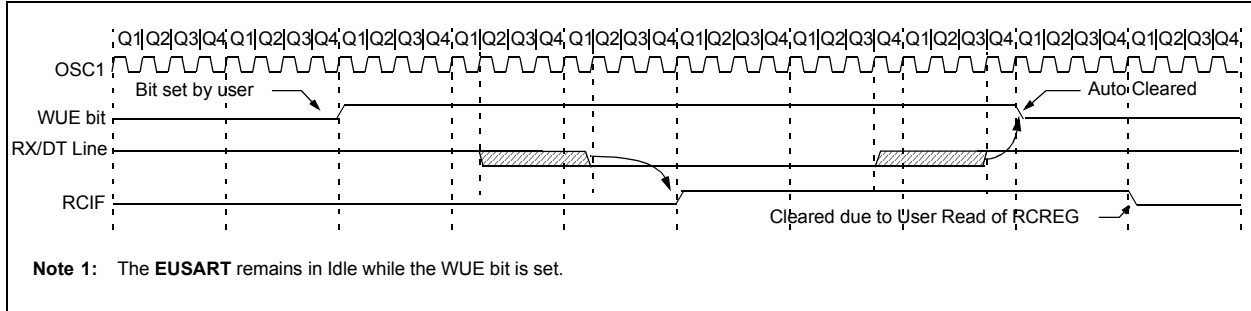 Q1 Q2 Q3 Q4 Q1 Q2 Q3 Q4 Q1 Q2 Q3 Q4 Q1 Q2 Q3 Q4 Q1 Q2 Q3 Q4 Q1 Q2 Q3 Q4 Q1 Q2 Q3 Q4 Q1 Q2 Q3 Q4 Q1 Q2 Q3 Q4 Q1 Q2 Q3 Q4
OSC1
Bit set by user
Auto Cleared
WUE bit
RX/DT Line
RCIF
Cleared due to User Read of RCREG
Note 1: The EUSART remains in Idle while the WUE bit is set.